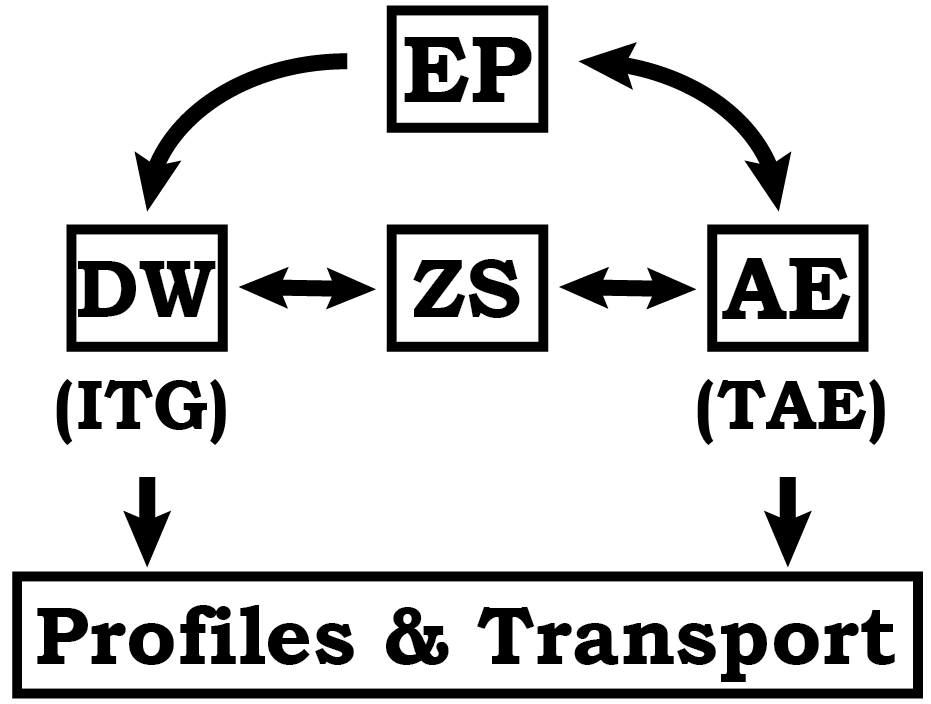 EP
DW ZS AE
(ITG) (TAE)
Profiles & Transport